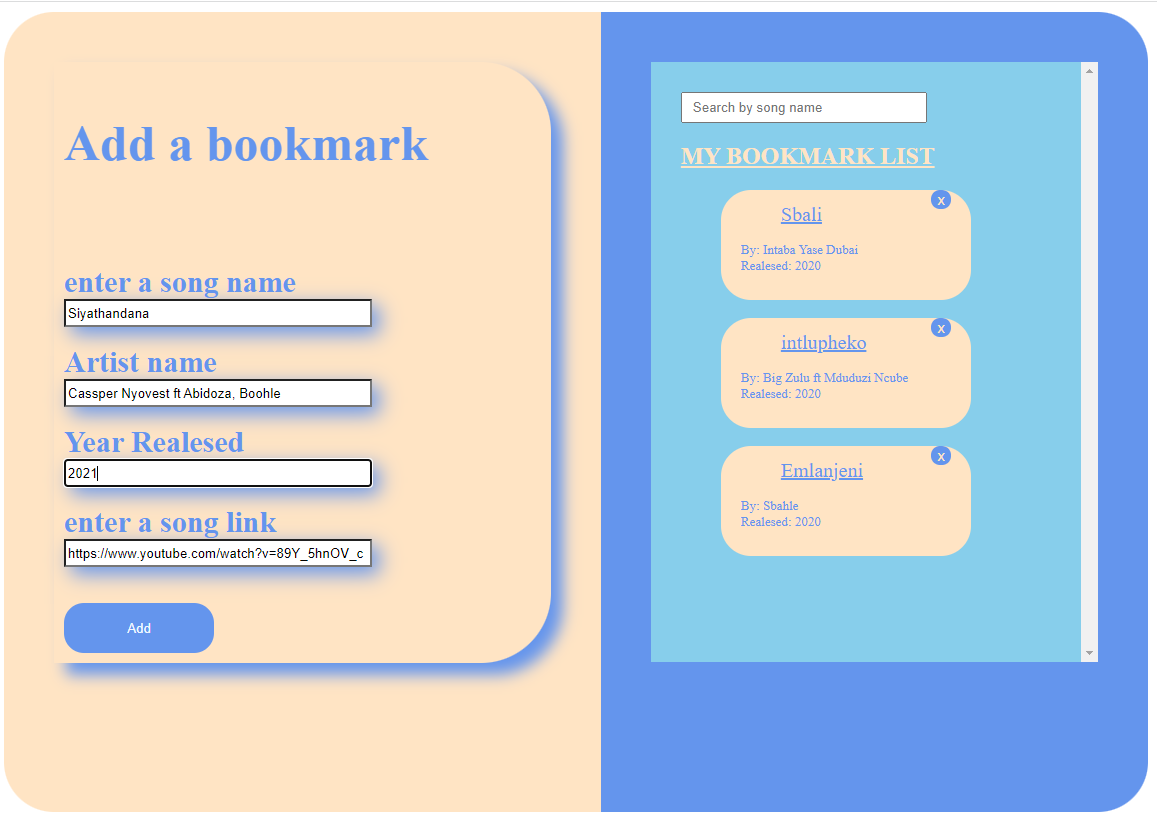 Add a bookmark
enter a song name
Siyathandana
Artist name
Cassper Nyovest ft Abidoza, Boohle
Year Realesed
2021
enter a song link
https://www.youtube.com/watch?v=89Y_5hnOV_c
Add
Search by song name
MY BOOKMARK LIST
x
Sbali
By: Intaba Yase Dubai
Realesed: 2020
x
intlupheko
By: Big Zulu ft Mduduzi Ncube
Realesed: 2020
x
Emlanjeni
By: Sbahle
Realesed: 2020